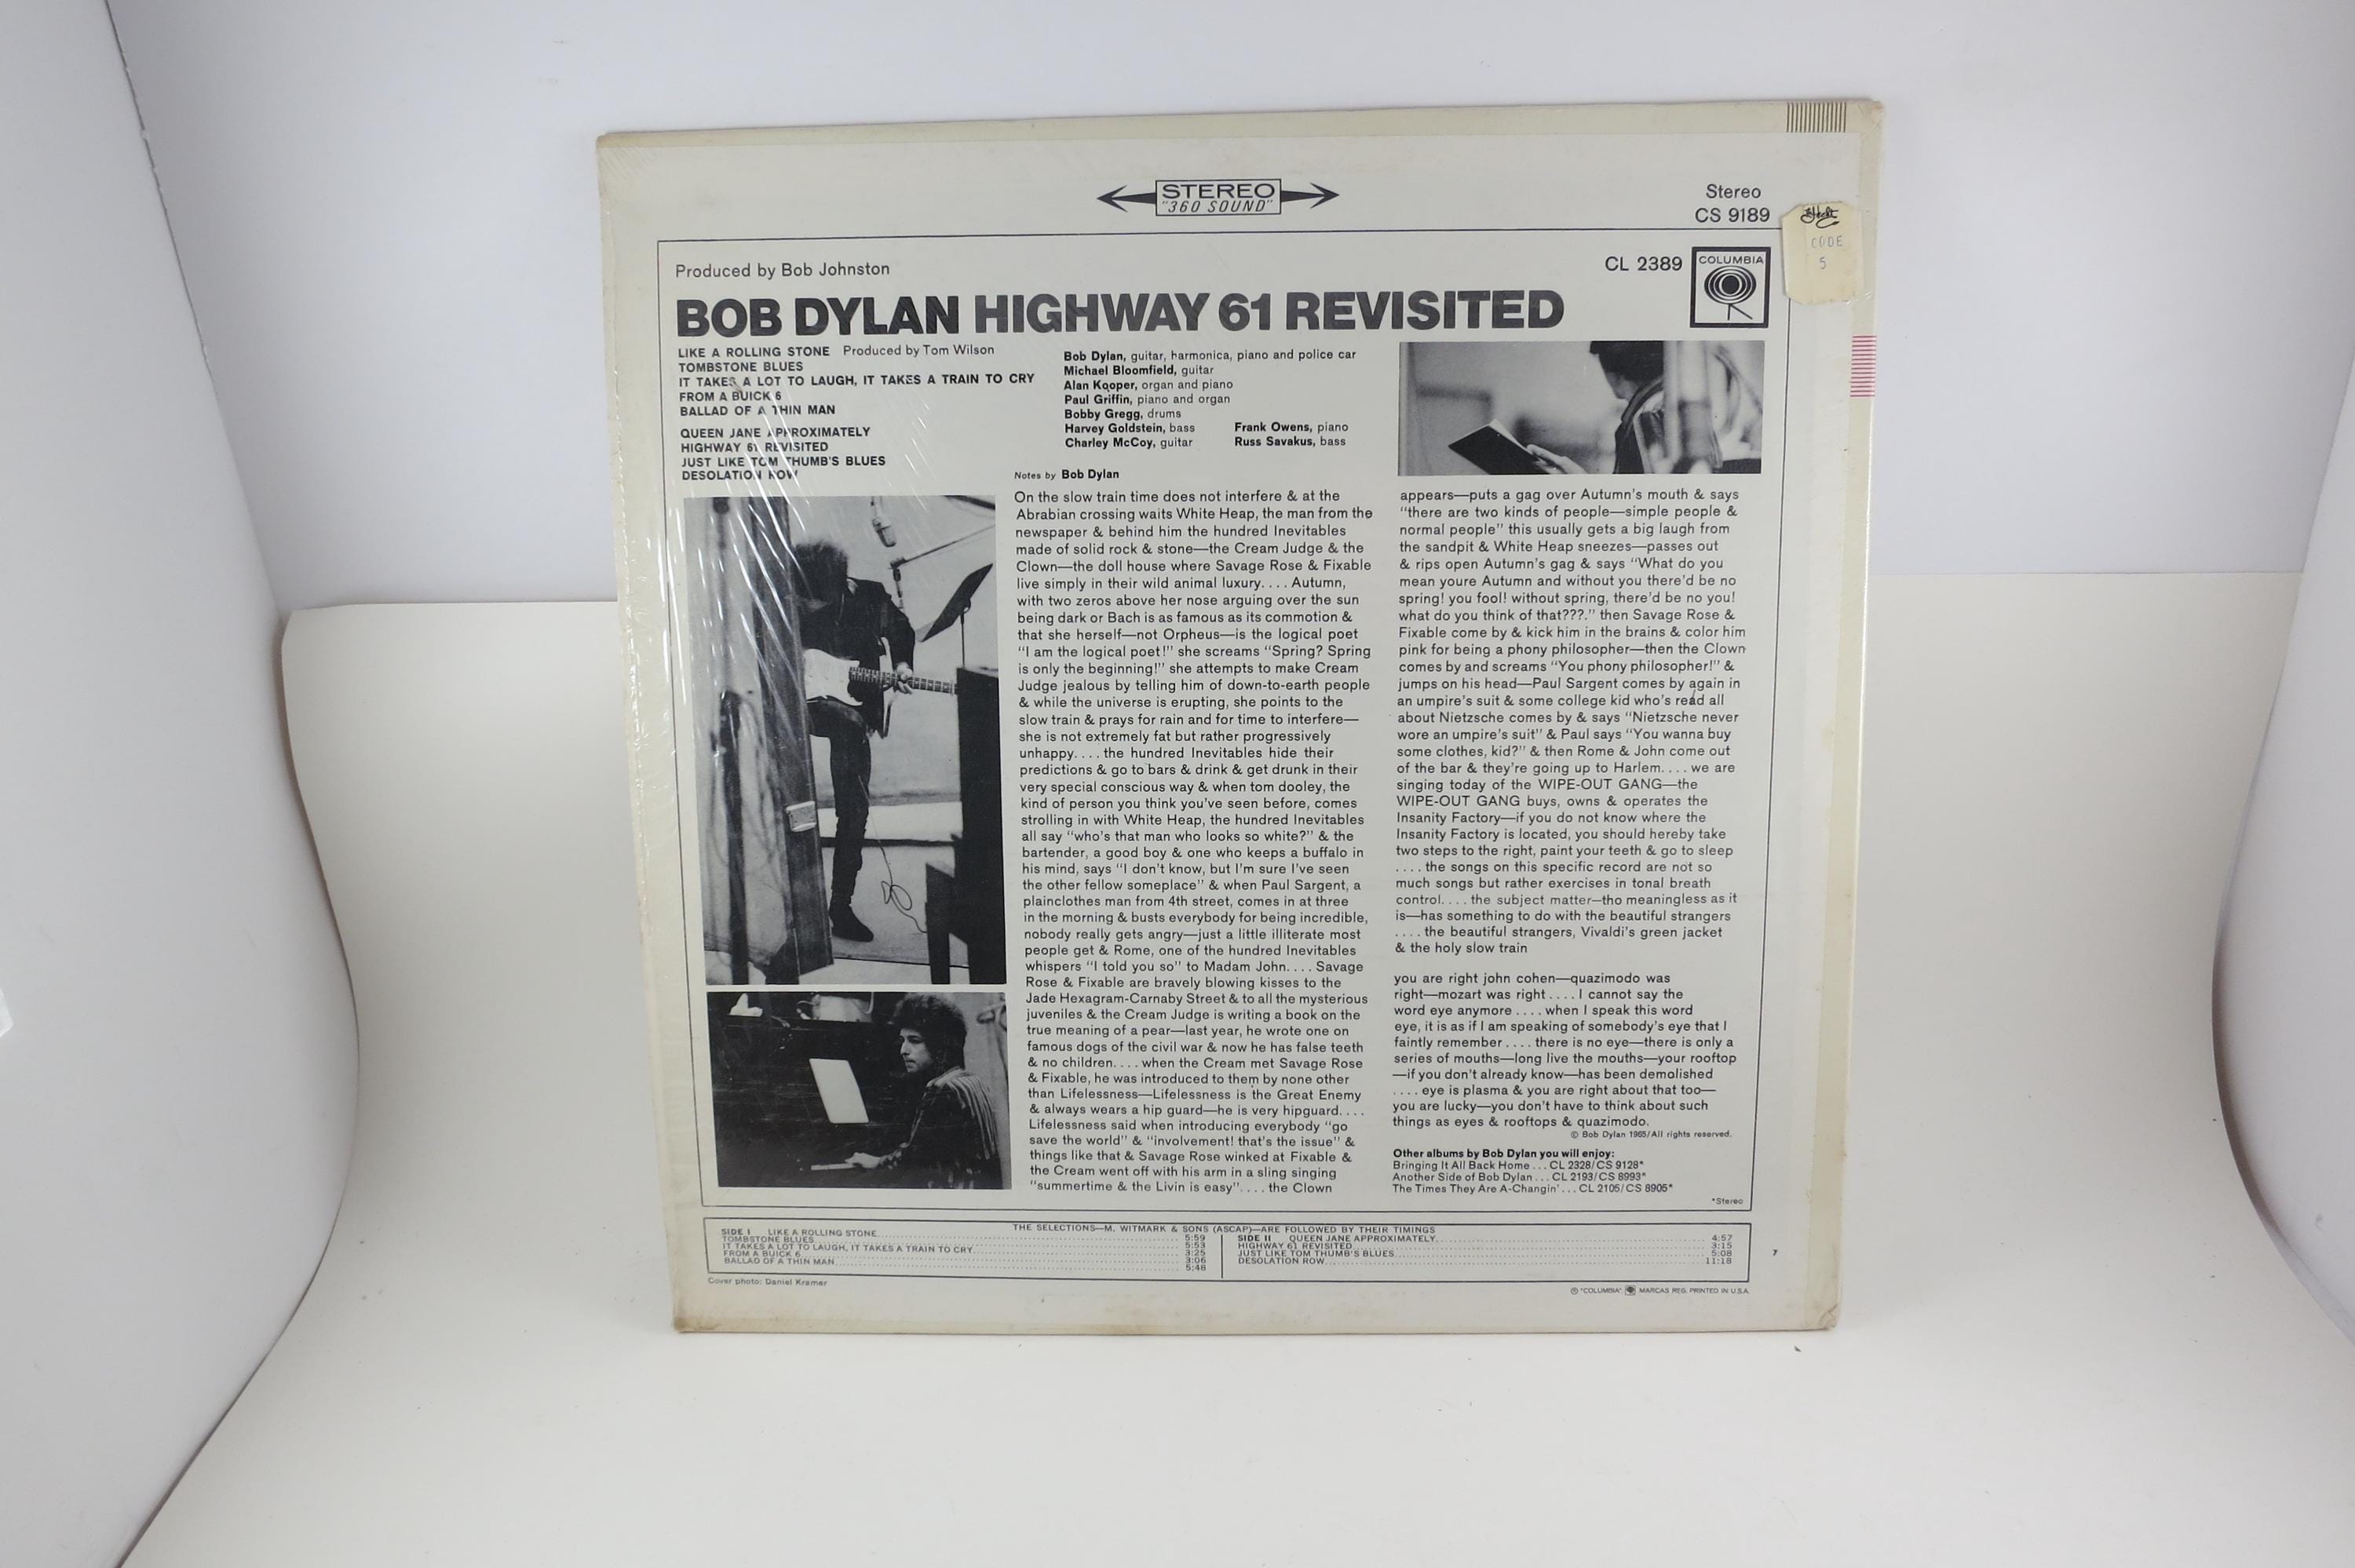 STEREO
"360 SOUND"
Stereo
CS 9189
CODE
5
Produced by Bob Johnston
CL 2389
COLUMBIA
BOB DYLAN HIGHWAY 61 REVISITED
LIKE A ROLLING STONE Produced by Tom Wilson
TOMBSTONE BLUES
IT TAKES A LOT TO LAUGH, IT TAKES A TRAIN TO CRY
FROM A BUICK 6
BALLAD OF A THIN MAN
QUEEN JANE APPROXIMATELY
HIGHWAY 61 REVISITED
JUST LIKE TOM THUMB'S BLUES
DESOLATION ROW
Bob Dylan, guitar, harmonica, piano and police car
Michael Bloomfield, guitar
Alan Kooper, organ and piano
Paul Griffin, piano and organ
Bobby Gregg, drums
Harvey Goldstein, bass Frank Owens, piano
Charley McCoy, guitar Russ Savakus, bass
Notes by Bob Dylan
On the slow train time does not interfere & at the
Abrabian crossing waits White Heap, the man from the
newspaper & behind him the hundred Inevitables
made of solid rock & stone—the Cream Judge & the
Clown—the doll house where Savage Rose & Fixable
live simply in their wild animal luxury.... Autumn,
with two zeros above her nose arguing over the sun
being dark or Bach is as famous as its commotion &
that she herself—not Orpheus—is the logical poet
"I am the logical poet!" she screams "Spring? Spring
is only the beginning!" she attempts to make Cream
Judge jealous by telling him of down-to-earth people
& while the universe is erupting, she points to the
slow train & prays for rain and for time to interfere—
she is not extremely fat but rather progressively
unhappy.... the hundred Inevitables hide their
predictions & go to bars & drink & get drunk in their
very special conscious way & when tom dooley, the
kind of person you think you've seen before, comes
strolling in with White Heap, the hundred Inevitables
all say "who's that man who looks so white?" & the
bartender, a good boy & one who keeps a buffalo in
his mind, says "I don't know, but I'm sure I've seen
the other fellow someplace" & when Paul Sargent, a
plainclothes man from 4th street, comes in at three
in the morning & busts everybody for being incredible,
nobody really gets angry—just a little illiterate most
people get & Rome, one of the hundred Inevitables
whispers "I told you so" to Madam John.... Savage
Rose & Fixable are bravely blowing kisses to the
Jade Hexagram-Carnaby Street & to all the mysterious
juveniles & the Cream Judge is writing a book on the
true meaning of a pear—last year, he wrote one on
famous dogs of the civil war & now he has false teeth
& no children.... when the Cream met Savage Rose
& Fixable, he was introduced to them by none other
than Lifelessness—Lifelessness is the Great Enemy
& always wears a hip guard—he is very hipguard....
Lifelessness said when introducing everybody "go
save the world" & "involvement! that's the issue" &
things like that & Savage Rose winked at Fixable &
the Cream went off with his arm in a sling singing
"summertime & the Livin is easy".... the Clown
appears—puts a gag over Autumn's mouth & says
"there are two kinds of people—simple people &
normal people" this usually gets a big laugh from
the sandpit & White Heap sneezes—passes out
& rips open Autumn's gag & says "What do you
mean youre Autumn and without you there'd be no
spring! you fool! without spring, there'd be no you!
what do you think of that???." then Savage Rose &
Fixable come by & kick him in the brains & color him
pink for being a phony philosopher—then the Clown
comes by and screams "You phony philosopher!" &
jumps on his head—Paul Sargent comes by again in
an umpire's suit & some college kid who's read all
about Nietzsche comes by & says "Nietzsche never
wore an umpire's suit" & Paul says "You wanna buy
some clothes, kid?" & then Rome & John come out
of the bar & they're going up to Harlem.... we are
singing today of the WIPE-OUT GANG—the
WIPE-OUT GANG buys, owns & operates the
Insanity Factory—if you do not know where the
Insanity Factory is located, you should hereby take
two steps to the right, paint your teeth & go to sleep
.... the songs on this specific record are not so
much songs but rather exercises in tonal breath
control.... the subject matter—tho meaningless as it
is—has something to do with the beautiful strangers
.... the beautiful strangers, Vivaldi's green jacket
& the holy slow train
you are right john cohen—quazimodo was
right—mozart was right.... I cannot say the
word eye anymore.... when I speak this word
eye, it is as if I am speaking of somebody's eye that I
faintly remember.... there is no eye—there is only a
series of mouths—long live the mouths—your rooftop
—if you don't already know—has been demolished
.... eye is plasma & you are right about that too—
you are lucky—you don't have to think about such
things as eyes & rooftops & quazimodo.
© Bob Dylan 1965/All rights reserved.
Other albums by Bob Dylan you will enjoy:
Bringing It All Back Home... CL 2328/CS 9128*
Another Side of Bob Dylan... CL 2193/CS 8993*
The Times They Are A-Changin'... CL 2105/CS 8905*
*Stereo
THE SELECTIONS—M. WITMARK & SONS (ASCAP)—ARE FOLLOWED BY THEIR TIMINGS
SIDE I LIKE A ROLLING STONE 5:59
TOMBSTONE BLUES 5:53
IT TAKES A LOT TO LAUGH, IT TAKES A TRAIN TO CRY 3:25
FROM A BUICK 6 3:06
BALLAD OF A THIN MAN 5:48
SIDE II QUEEN JANE APPROXIMATELY 4:57
HIGHWAY 61 REVISITED 3:15
JUST LIKE TOM THUMB'S BLUES 5:08
DESOLATION ROW 11:18
7
Cover photo: Daniel Kramer
"COLUMBIA", MARCAS REG. PRINTED IN U.S.A.